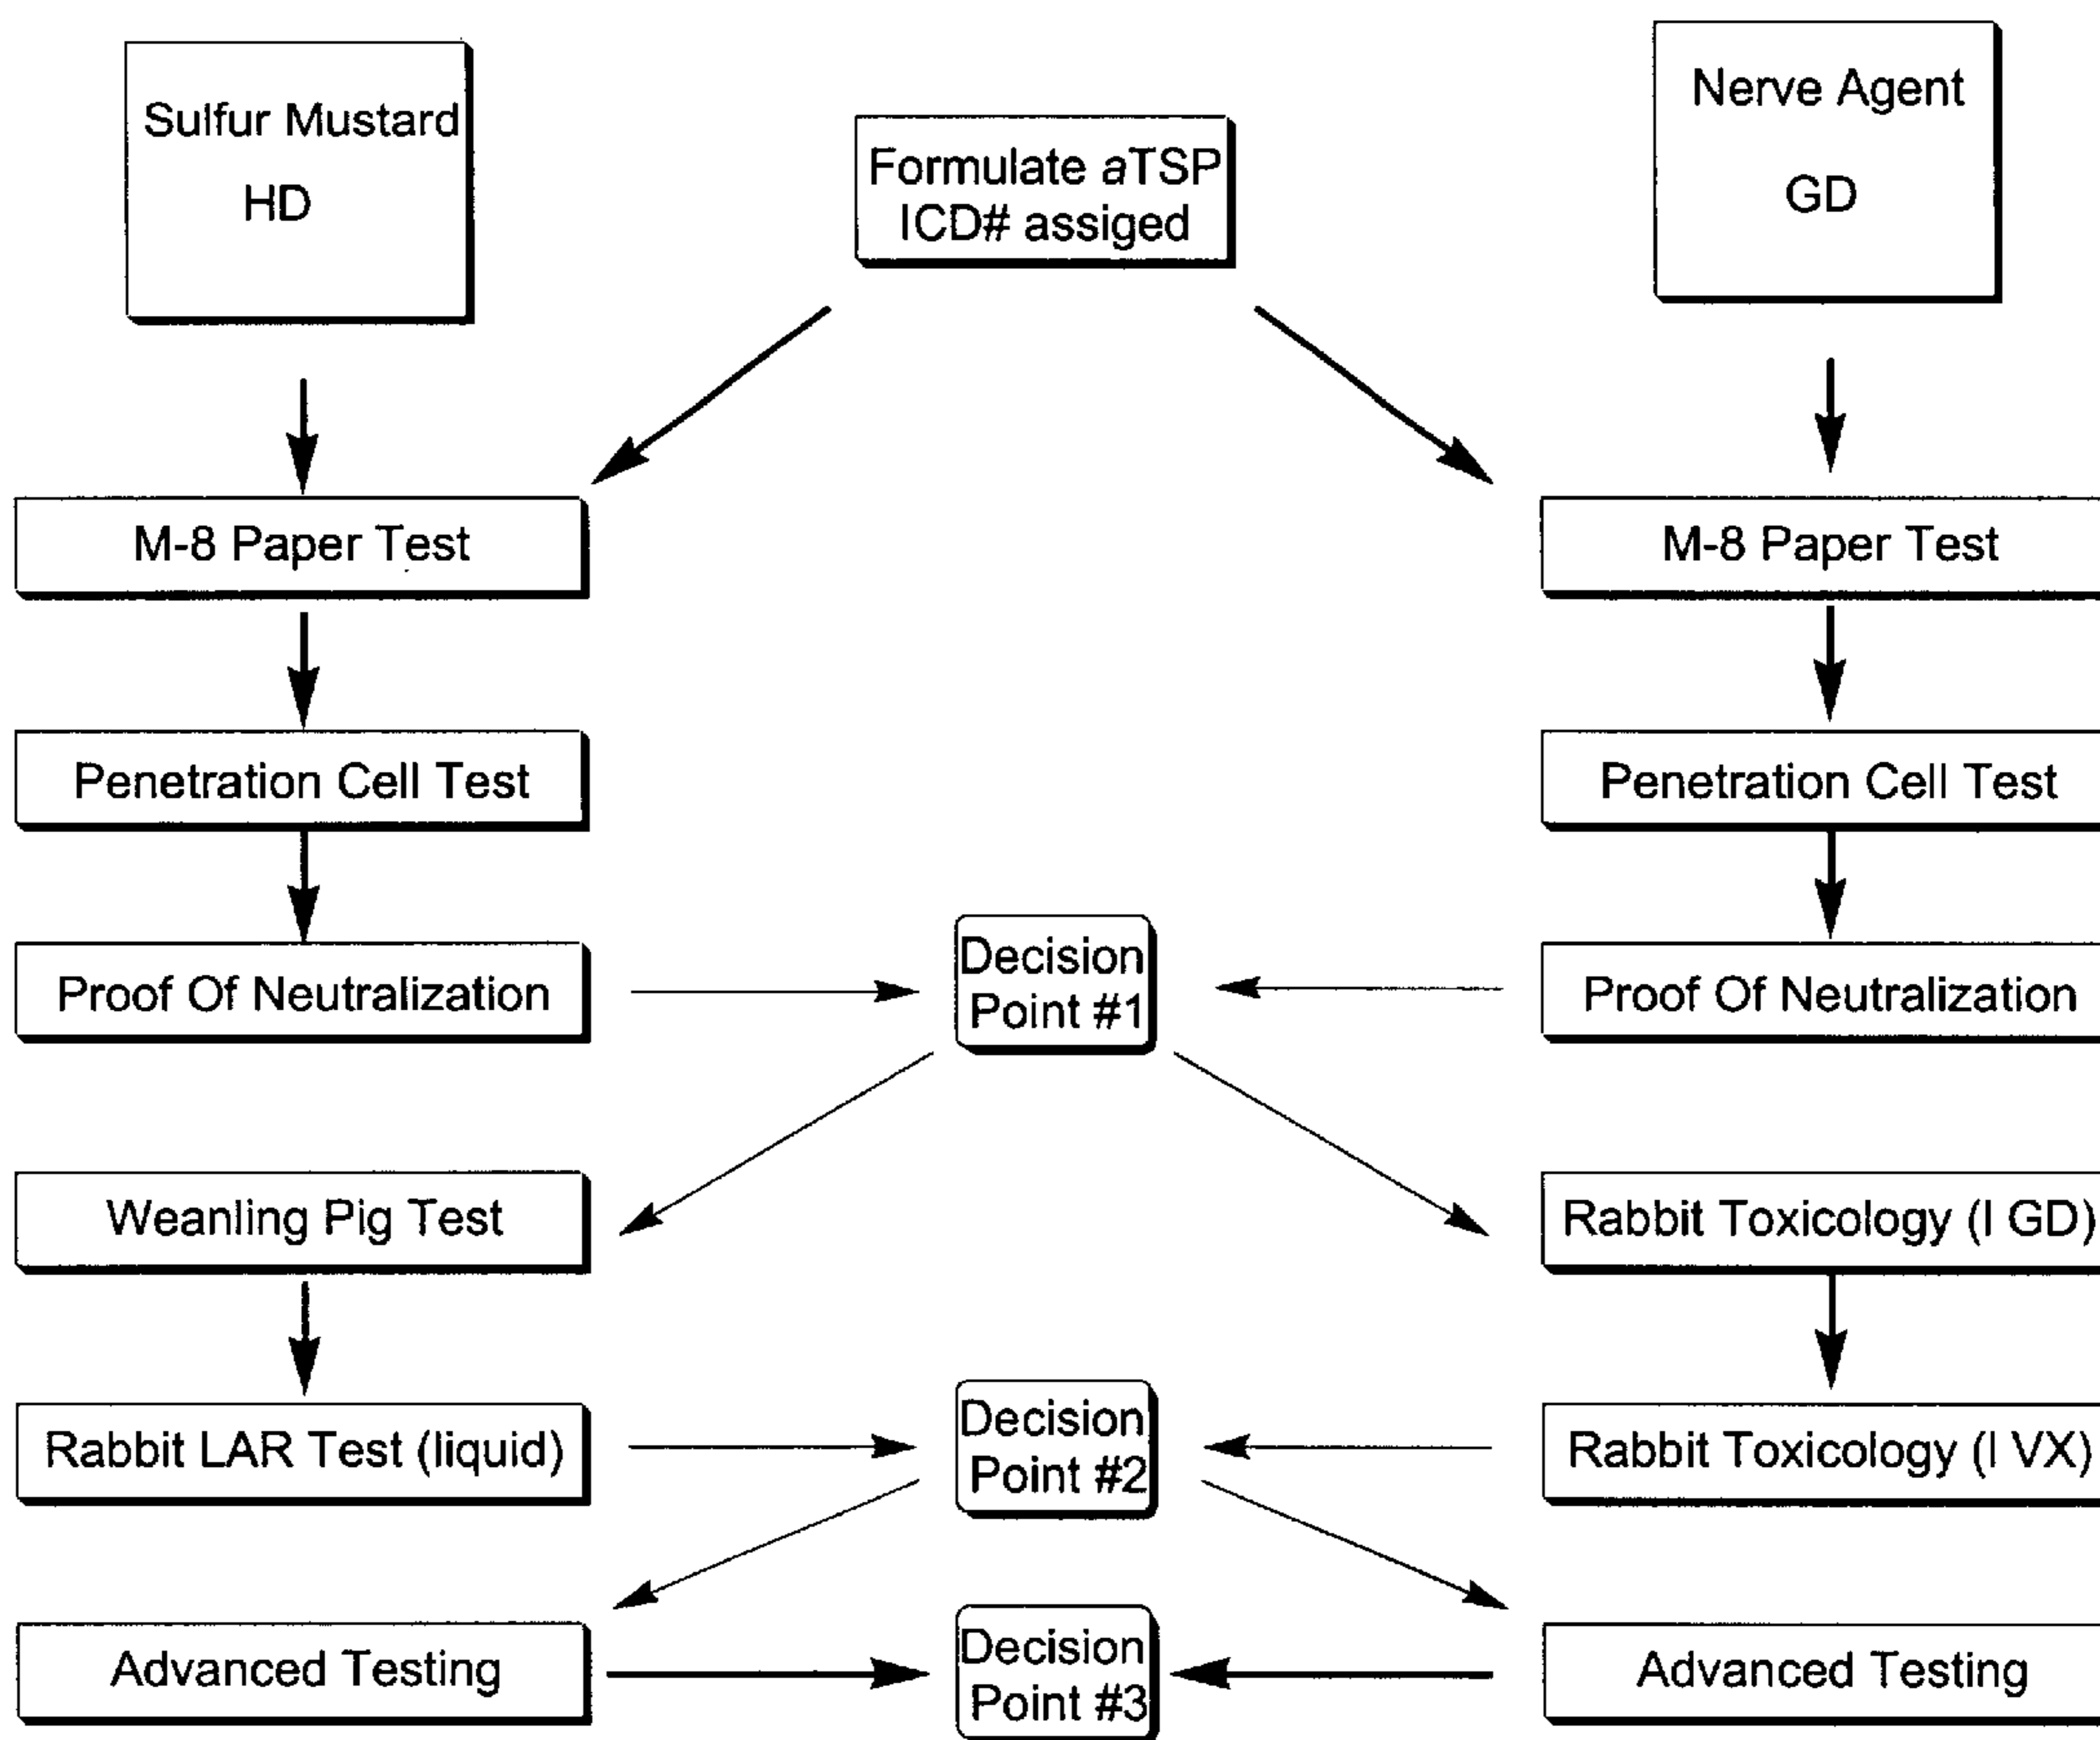 Sulfur Mustard
HD
Formulate aTSP
ICD# assiged
Nerve Agent
GD
M-8 Paper Test
M-8 Paper Test
Penetration Cell Test
Penetration Cell Test
Proof Of Neutralization
Decision
Point #1
Proof Of Neutralization
Weanling Pig Test
Rabbit Toxicology (I GD)
Rabbit LAR Test (liquid)
Decision
Point #2
Rabbit Toxicology (I VX)
Advanced Testing
Decision
Point #3
Advanced Testing